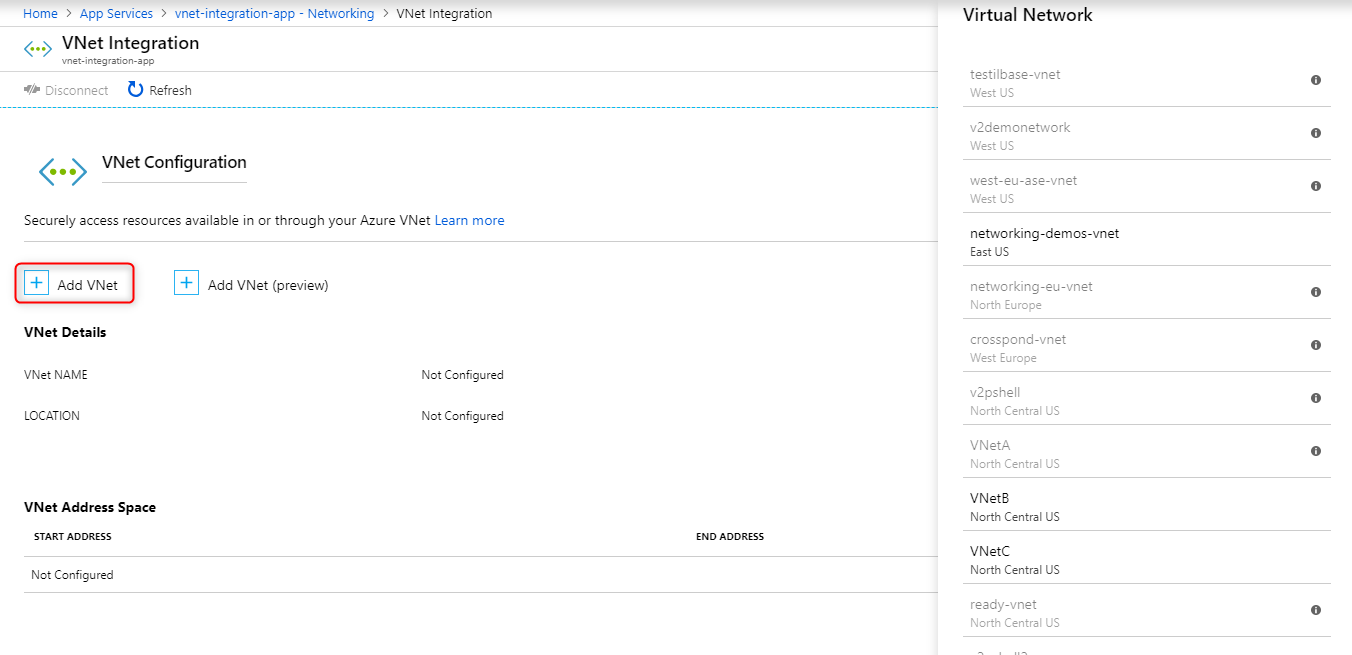 Home > App Services > vnet-integration-app - Networking > VNet Integration
VNet Integration
vnet-integration-app
Disconnect Refresh
VNet Configuration
Securely access resources available in or through your Azure VNet Learn more
Add VNet Add VNet (preview)
VNet Details
VNet NAME Not Configured
LOCATION Not Configured
VNet Address Space
START ADDRESS END ADDRESS
Not Configured
Virtual Network
testilbase-vnet
West US
v2demonetwork
West US
west-eu-ase-vnet
West US
networking-demos-vnet
East US
networking-eu-vnet
North Europe
crosspond-vnet
West Europe
v2pshell
North Central US
VNetA
North Central US
VNetB
North Central US
VNetC
North Central US
ready-vnet
North Central US